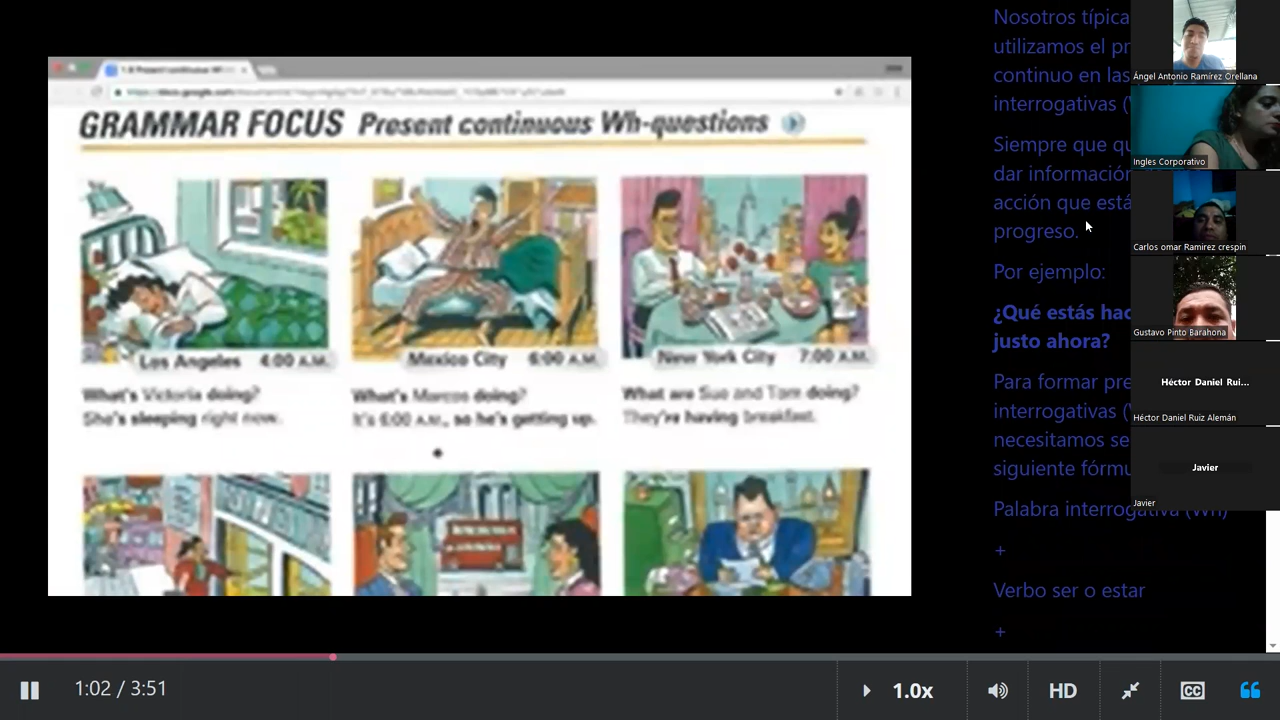 GRAMMAR FOCUS Present continuous Wh-questions
Los Angeles 4:00 A.M.
Mexico City 6:00 A.M.
New York City 7:00 A.M.
What's Victoria doing?
She's sleeping right now.
What's Marcos doing?
It's 6:00 A.M., so he's getting up.
What are Sue and Tom doing?
They're having breakfast.
Nosotros típica
utilizamos el pr
continuo en las
interrogativas (
Siempre que qu
dar información
acción que está
progreso.
Por ejemplo:
¿Qué estás hac
justo ahora?
Para formar pre
interrogativas (
necesitamos se
siguiente fórmu
Palabra interrogativa (Wh)
+
Verbo ser o estar
+
Ángel Antonio Ramírez Orellana
Ingles Corporativo
Carlos omar Ramirez crespin
Gustavo Pinto Barahona
Héctor Daniel Rui...
Héctor Daniel Ruiz Alemán
Javier
Javier
1:02 / 3:51
1.0x
HD
CC